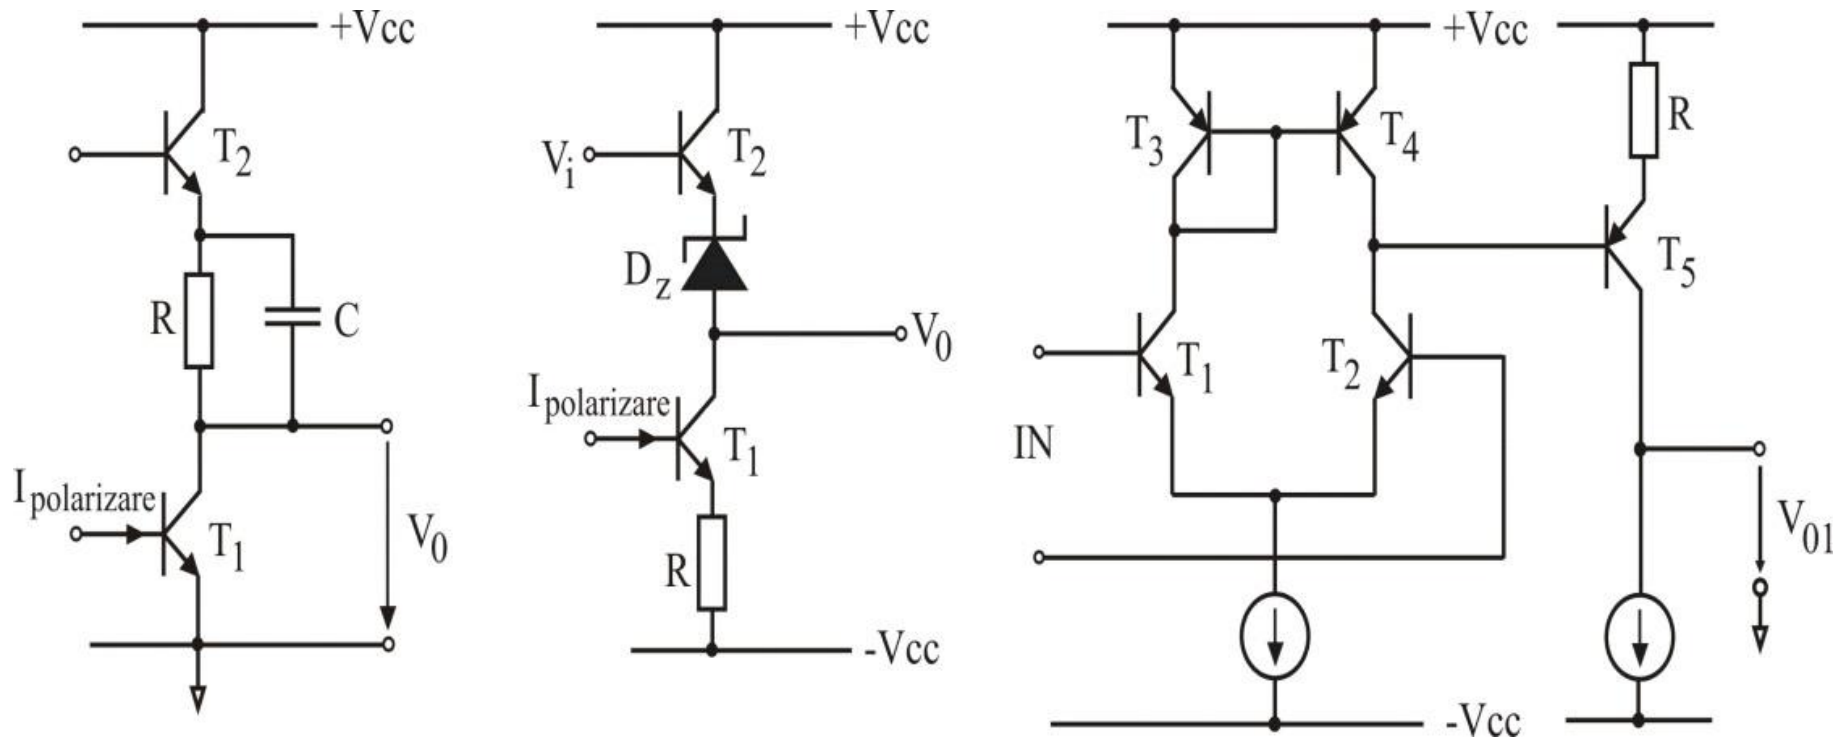 +Vcc
T2
R
C
Ipolarizare
T1
V0
+Vcc
Vi
T2
Dz
V0
Ipolarizare
T1
R
-Vcc
+Vcc
T3
T4
R
T5
T1
T2
IN
V01
-Vcc